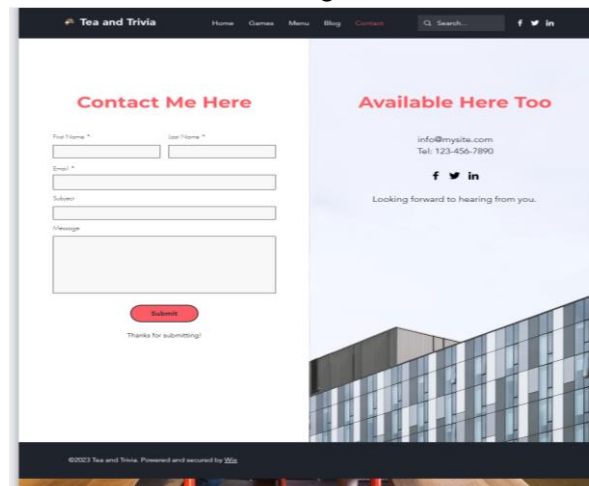 Tea and Trivia
Home Games Menu Blog Contact
Search...
Contact Me Here
First Name * Last Name *
Email *
Subject
Message
Submit
Thanks for submitting!
Available Here Too
info@mysite.com
Tel: 123-456-7890
Looking forward to hearing from you.
©2023 Tea and Trivia. Powered and secured by Wix